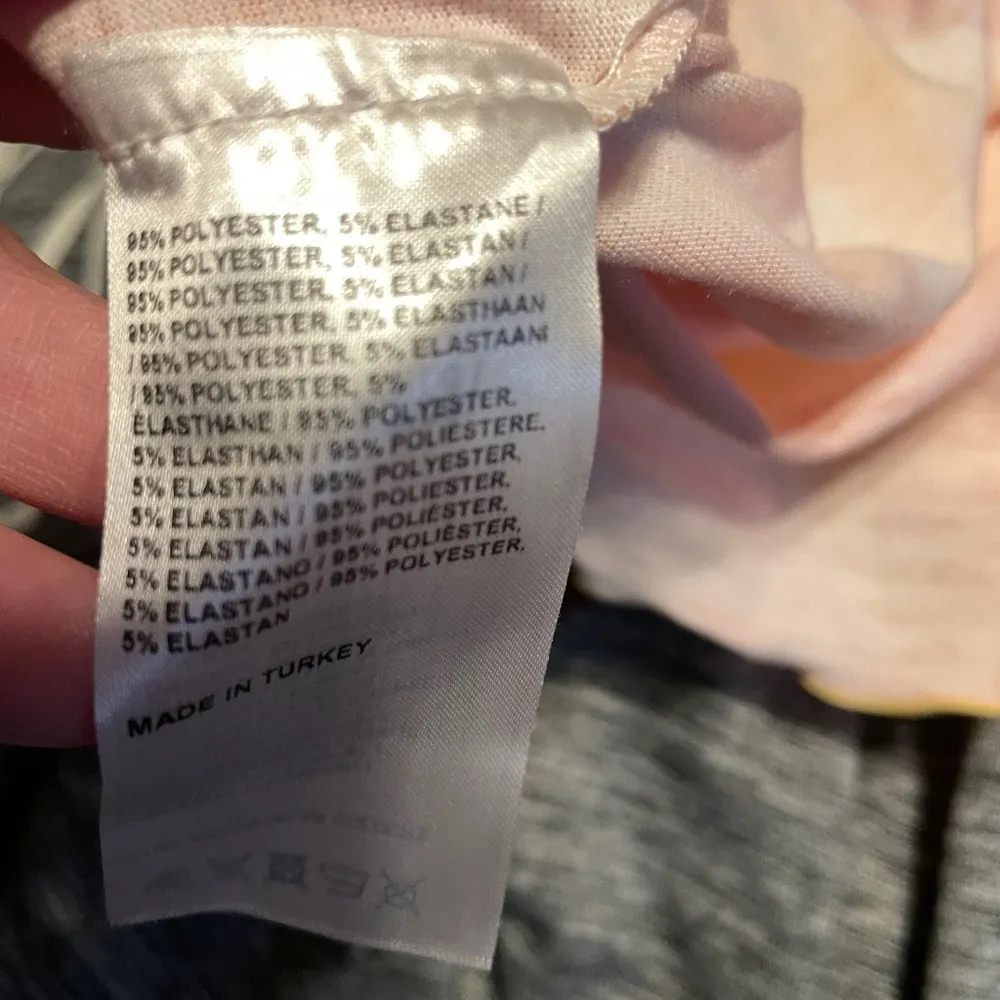 95% POLYESTER, 5% ELASTANE /
95% POLYESTER, 5% ELASTAN /
95% POLYESTER, 5% ELASTAN /
95% POLYESTER, 5% ELASTHAAN
/ 95% POLYESTER, 5% ELASTAANI
/ 95% POLYESTER, 5%
ELASTHANE / 95% POLYESTER,
5% ELASTHAN / 95% POLIESTERE,
5% ELASTAN / 95% POLYESTER,
5% ELASTAN / 95% POLIESTER,
5% ELASTAN / 95% POLIÉSTER,
5% ELASTANO / 95% POLIÉSTER,
5% ELASTANO / 95% POLYESTER,
5% ELASTAN
MADE IN TURKEY